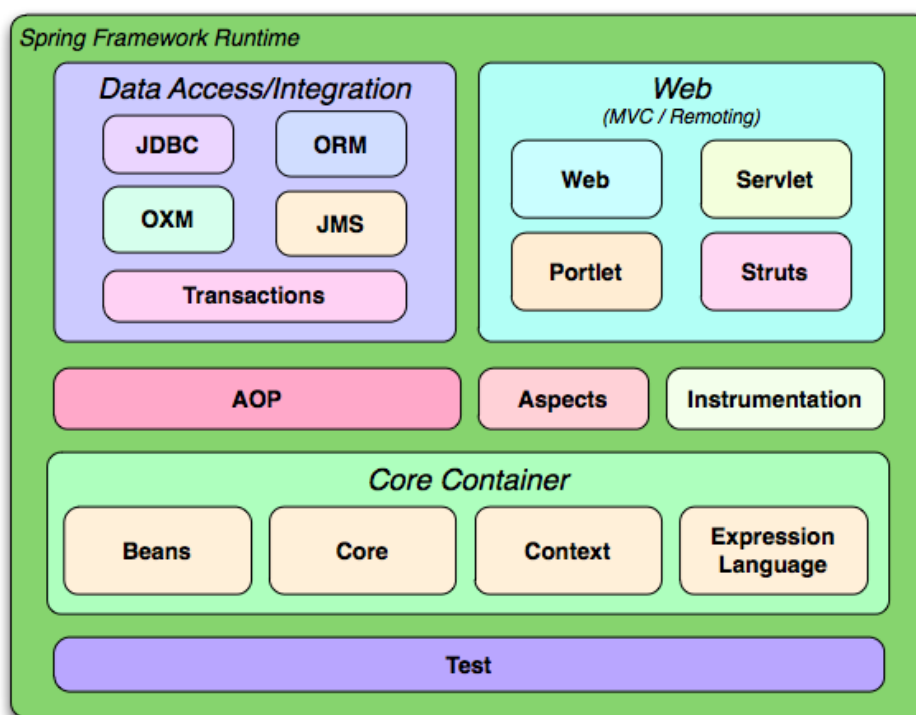 Spring Framework Runtime
Data Access/Integration
JDBC
ORM
OXM
JMS
Transactions
Web
(MVC / Remoting)
Web
Servlet
Portlet
Struts
AOP
Aspects
Instrumentation
Core Container
Beans
Core
Context
Expression
Language
Test